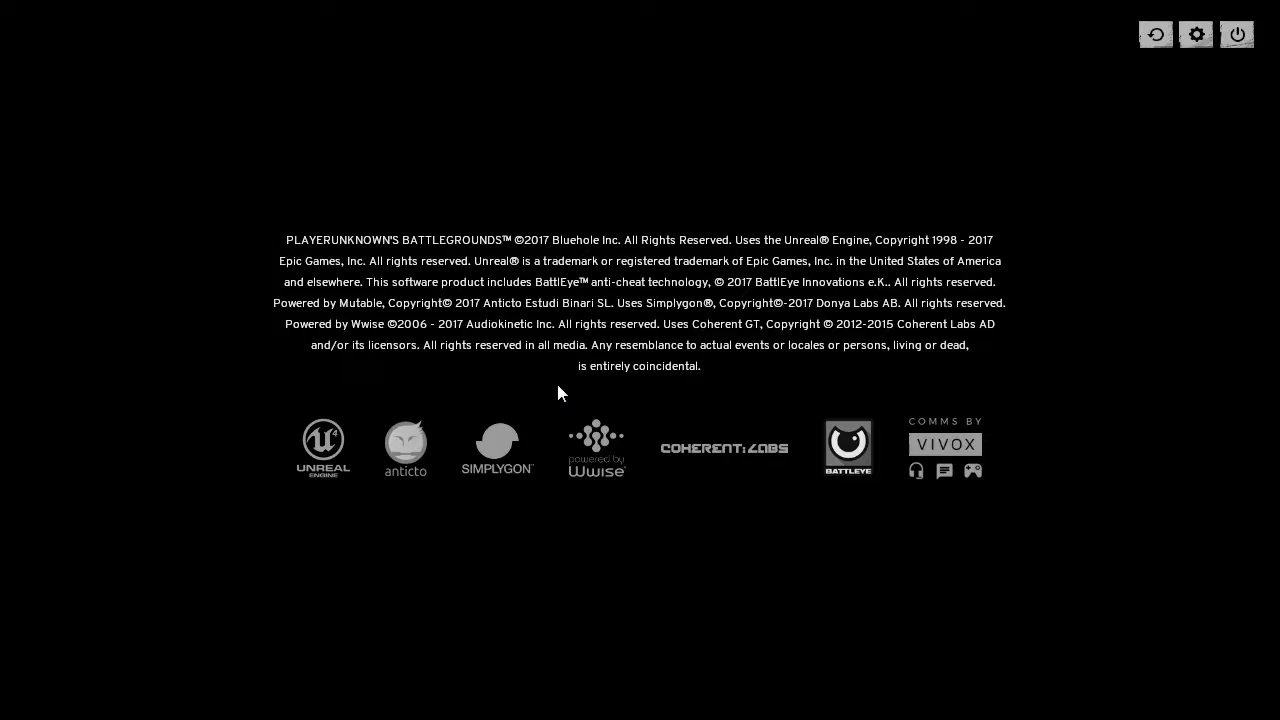 PLAYERUNKNOWN'S BATTLEGROUNDS™ ©2017 Bluehole Inc. All Rights Reserved. Uses the Unreal® Engine, Copyright 1998 - 2017
Epic Games, Inc. All rights reserved. Unreal® is a trademark or registered trademark of Epic Games, Inc. in the United States of America
and elsewhere. This software product includes BattlEye™ anti-cheat technology, © 2017 BattlEye Innovations e.K.. All rights reserved.
Powered by Mutable, Copyright© 2017 Anticto Estudi Binari SL. Uses Simplygon®, Copyright©-2017 Donya Labs AB. All rights reserved.
Powered by Wwise ©2006 - 2017 Audiokinetic Inc. All rights reserved. Uses Coherent GT, Copyright © 2012-2015 Coherent Labs AD
and/or its licensors. All rights reserved in all media. Any resemblance to actual events or locales or persons, living or dead,
is entirely coincidental.
UNREAL
ENGINE
anticto
SIMPLYGON™
powered by
Wwise®
COHERENT:LABS
BATTLEYE
COMMS BY
VIVOX